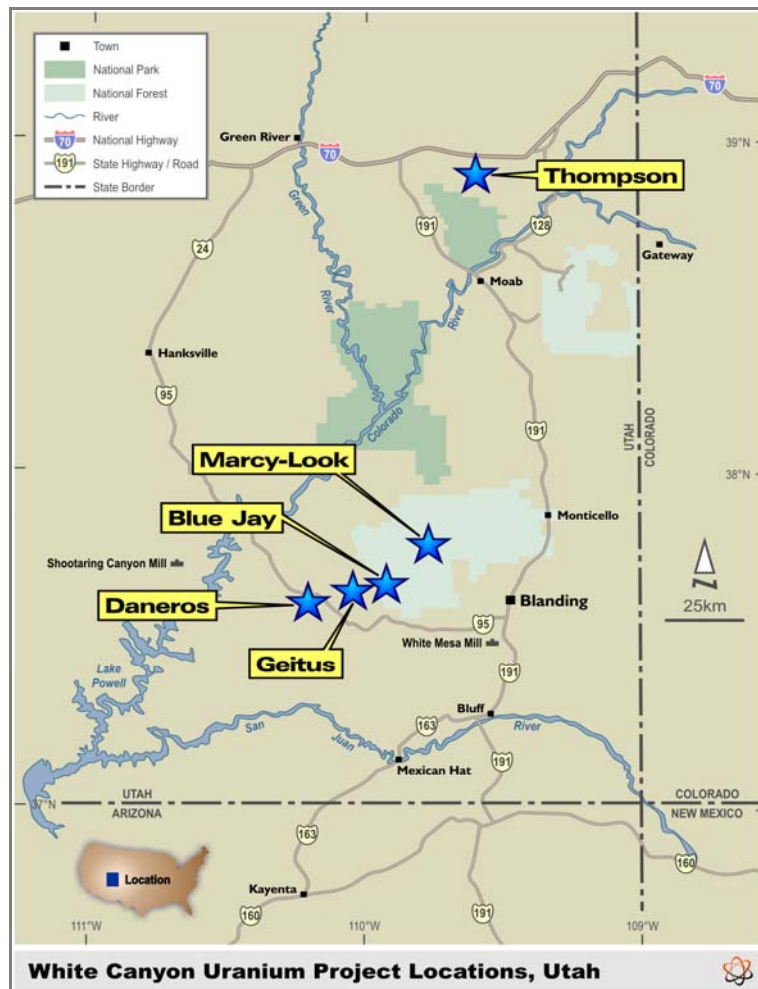 Town
National Park
National Forest
River
70
National Highway
191
State Highway / Road
State Border
Green River
70
70
39°N
Thompson
191
128
Gateway
24
Green
River
Moab
River
Hanksville
95
Colorado
191
UTAH
COLORADO
Marcy-Look
38°N
Blue Jay
Monticello
Shootaring Canyon Mill
Daneros
Blanding
25km
Geitus
95
White Mesa Mill
Lake
Powell
191
Bluff
163
San
Juan
River
Mexican Hat
191
37°N
UTAH
ARIZONA
COLORADO
NEW MEXICO
163
160
Location
Kayenta
160
191
111°W
110°W
109°W
White Canyon Uranium Project Locations, Utah